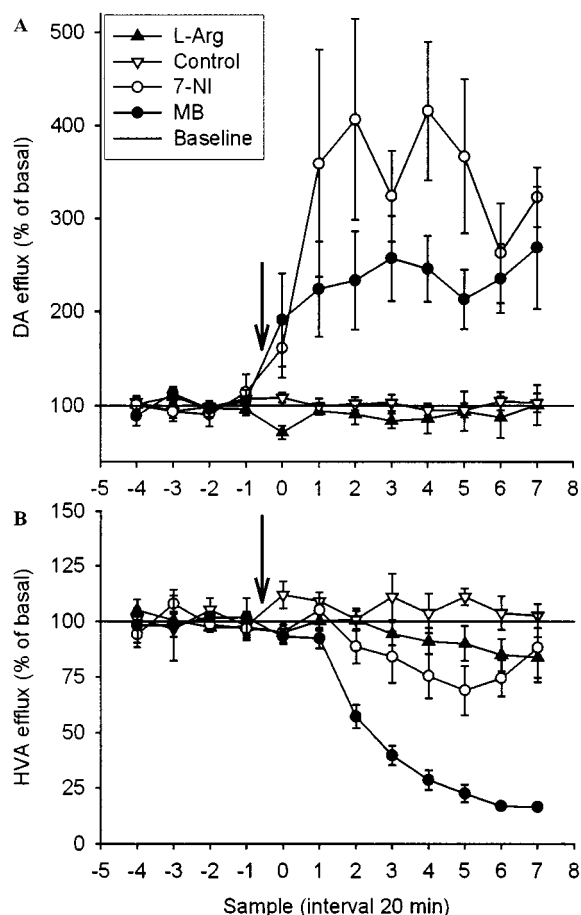 A
L-Arg
Control
7-NI
MB
Baseline
DA efflux (% of basal)
500
400
300
200
100
-5 -4 -3 -2 -1 0 1 2 3 4 5 6 7 8
B
HVA efflux (% of basal)
150
125
100
75
50
25
0
-5 -4 -3 -2 -1 0 1 2 3 4 5 6 7 8
Sample (interval 20 min)